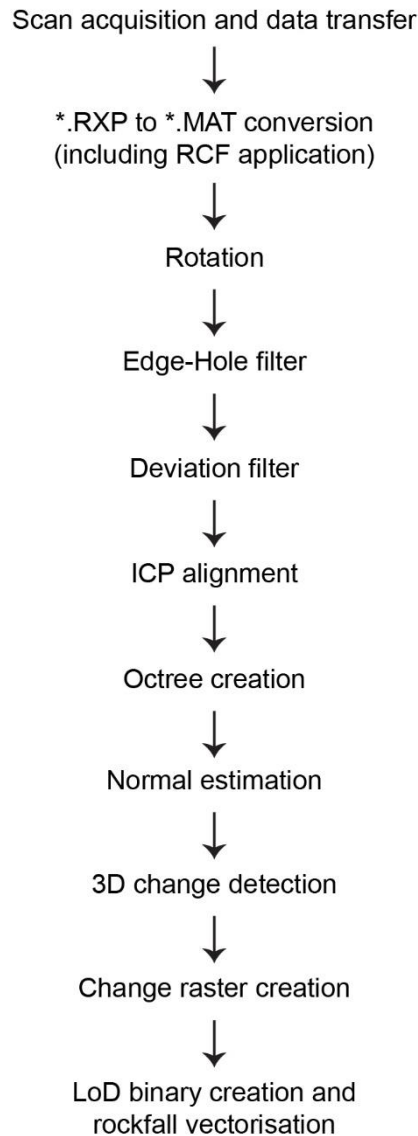 Scan acquisition and data transfer
*.RXP to *.MAT conversion
(including RCF application)
Rotation
Edge-Hole filter
Deviation filter
ICP alignment
Octree creation
Normal estimation
3D change detection
Change raster creation
LoD binary creation and
rockfall vectorisation